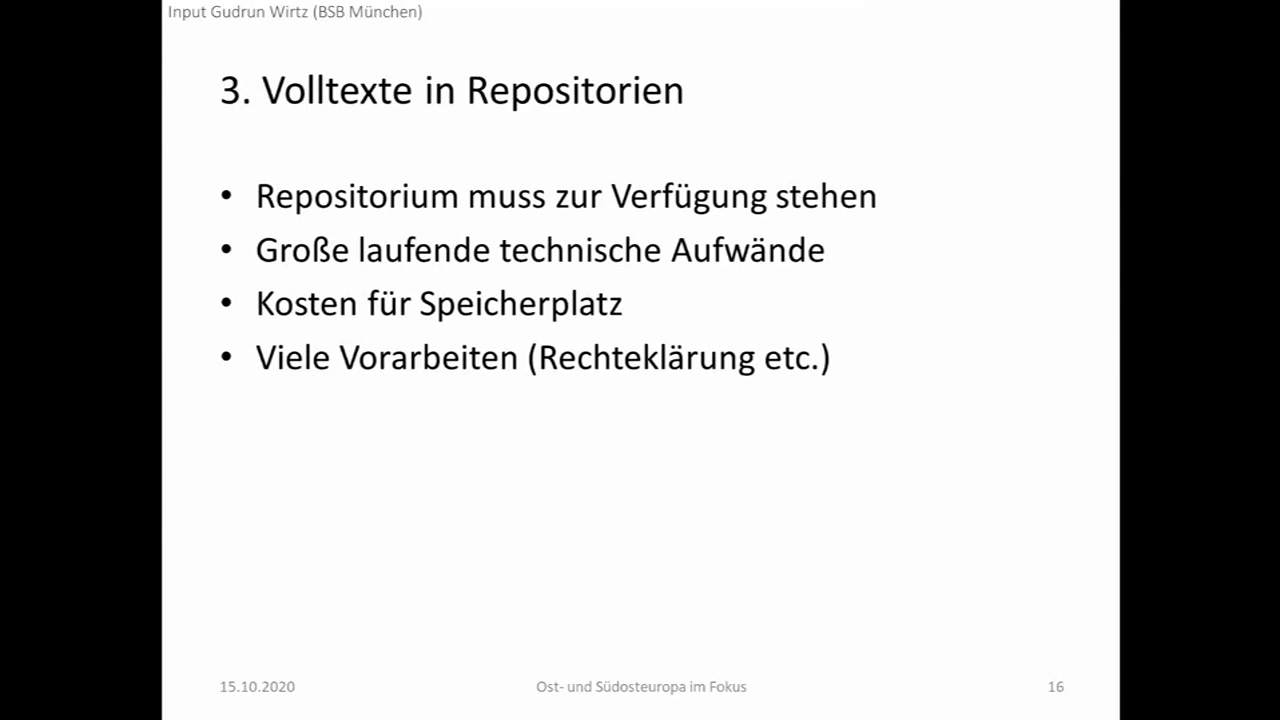 Input Gudrun Wirtz (BSB München)
3. Volltexte in Repositorien
• Repositorium muss zur Verfügung stehen
• Große laufende technische Aufwände
• Kosten für Speicherplatz
• Viele Vorarbeiten (Rechteklärung etc.)
15.10.2020 Ost- und Südosteuropa im Fokus 16